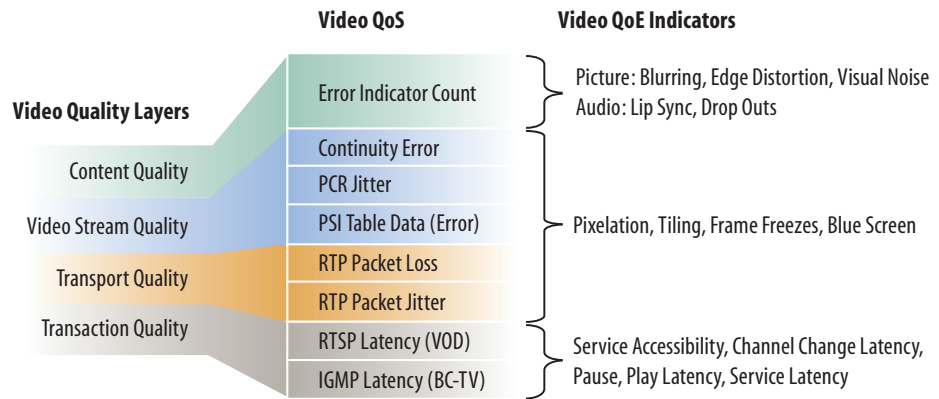 Video QoS
Video QoE Indicators
Video Quality Layers
Content Quality
Video Stream Quality
Transport Quality
Transaction Quality
Error Indicator Count
Continuity Error
PCR Jitter
PSI Table Data (Error)
RTP Packet Loss
RTP Packet Jitter
RTSP Latency (VOD)
IGMP Latency (BC-TV)
Picture: Blurring, Edge Distortion, Visual Noise
Audio: Lip Sync, Drop Outs
Pixelation, Tiling, Frame Freezes, Blue Screen
Service Accessibility, Channel Change Latency,
Pause, Play Latency, Service Latency